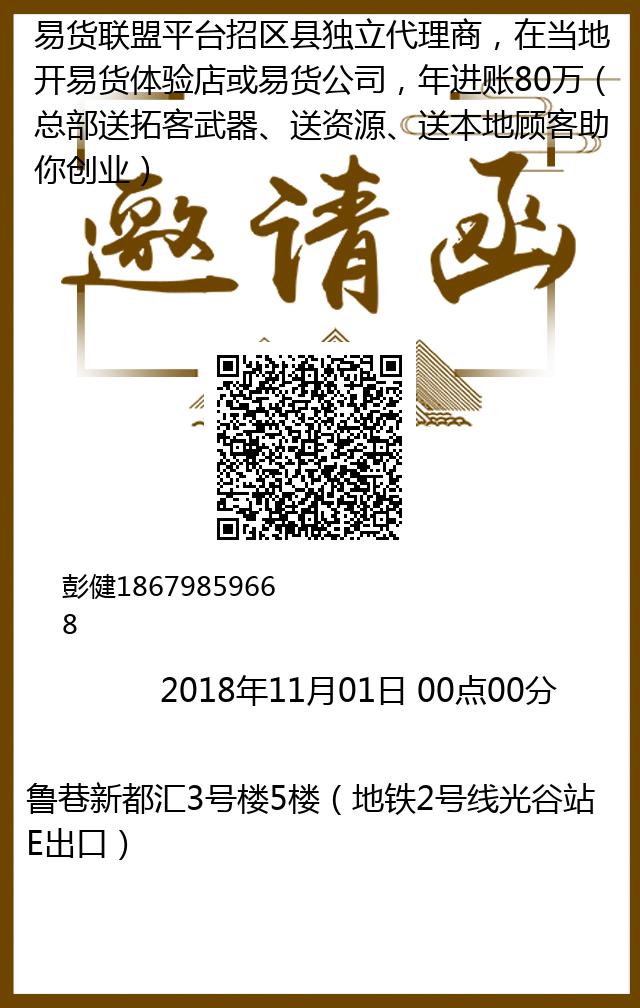 易货联盟平台招区县独立代理商，在当地
开易货体验店或易货公司，年进账80万（
总部送拓客武器、送资源、送本地顾客助
你创业）
邀请函
彭健1867985966
8
2018年11月01日 00点00分
鲁巷新都汇3号楼5楼（地铁2号线光谷站
E出口）